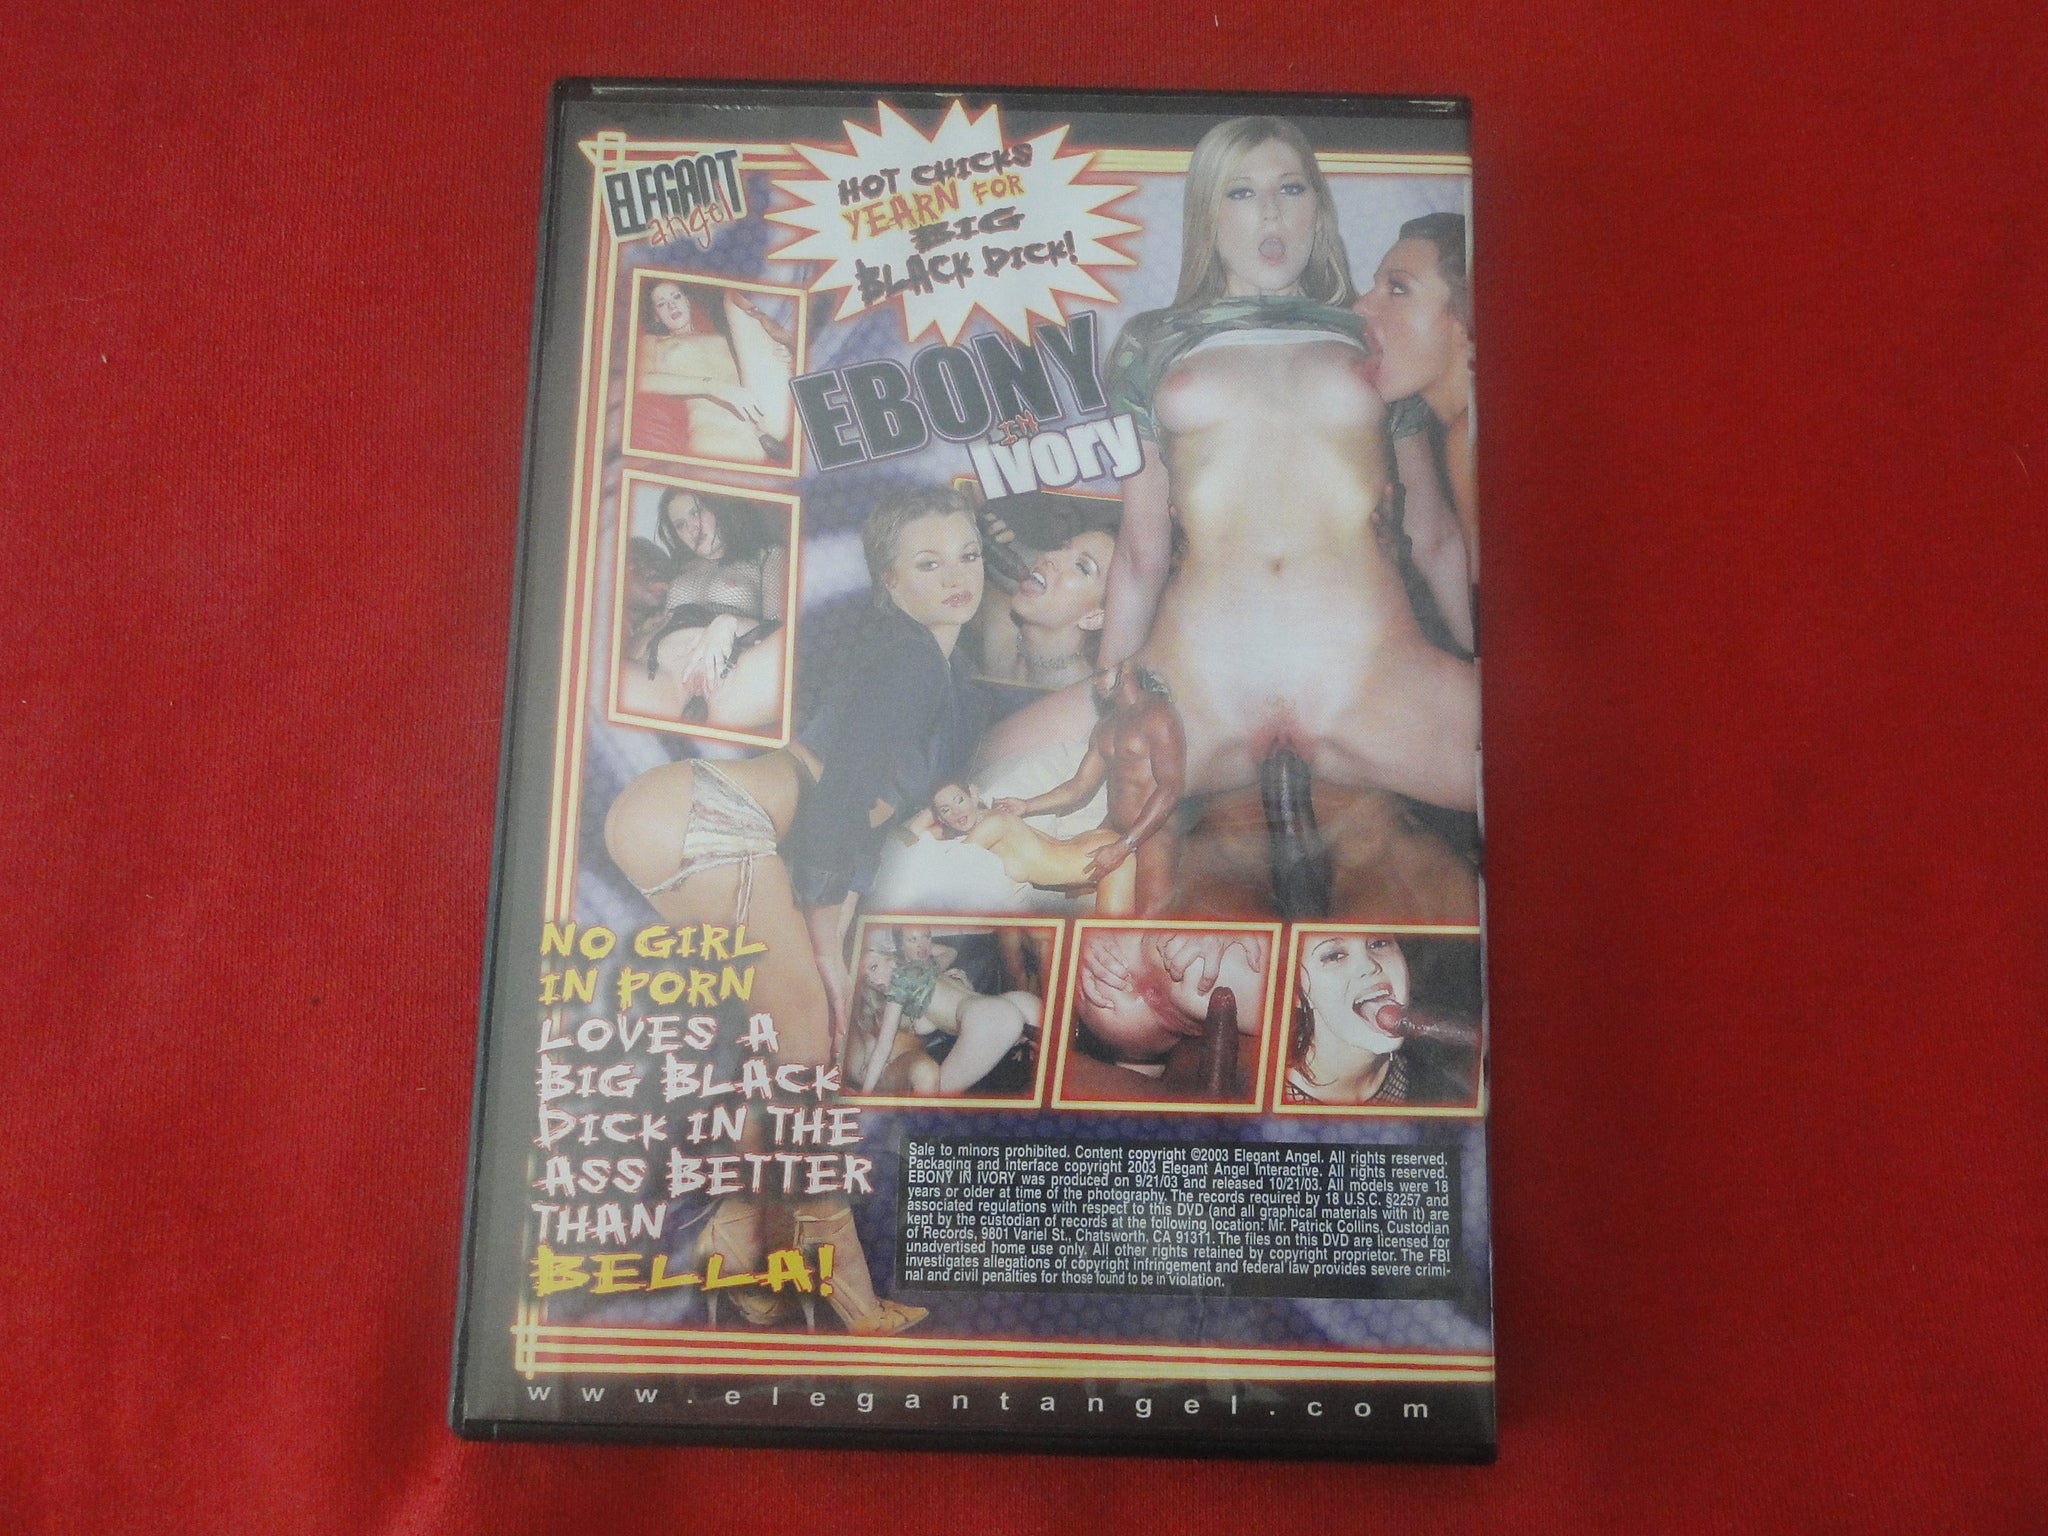 ELEGANT
angel
HOT CHICKS
YEARN FOR
BIG
BLACK DICK!
EBONY
IN
IVORY
NO GIRL
IN PORN
LOVES A
BIG BLACK
DICK IN THE
ASS BETTER
THAN
BELLA!
Sale to minors prohibited. Content copyright ©2003 Elegant Angel. All rights reserved.
Packaging and interface copyright 2003 Elegant Angel Interactive. All rights reserved.
EBONY IN IVORY was produced on 9/21/03 and released 10/21/03. All models were 18
years or older at time of the photography. The records required by 18 U.S.C. §2257 and
associated regulations with respect to this DVD (and all graphical materials with it) are
kept by the custodian of records at the following location: Mr. Patrick Collins, Custodian
of Records, 9801 Variel St., Chatsworth, CA 91311. The files on this DVD are licensed for
unadvertised home use only. All other rights retained by copyright proprietor. The FBI
investigates allegations of copyright infringement and federal law provides severe crimi-
nal and civil penalties for those found to be in violation.
www.elegantangel.com